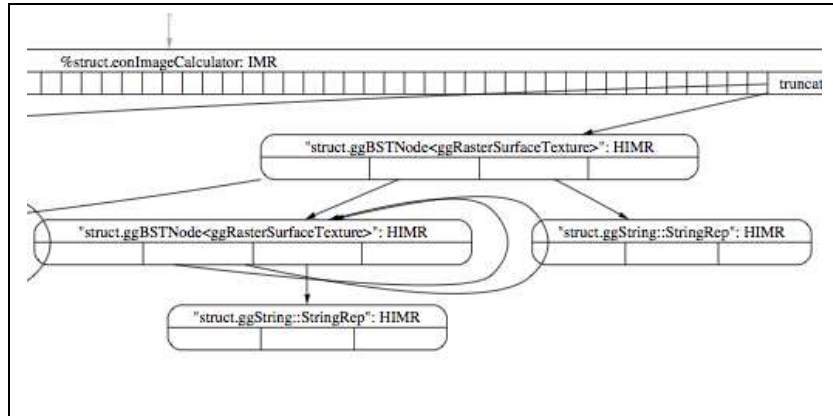 %struct.eonImageCalculator: IMR
truncat
"struct.ggBSTNode<ggRasterSurfaceTexture>": HIMR
"struct.ggBSTNode<ggRasterSurfaceTexture>": HIMR
"struct.ggString::StringRep": HIMR
"struct.ggString::StringRep": HIMR